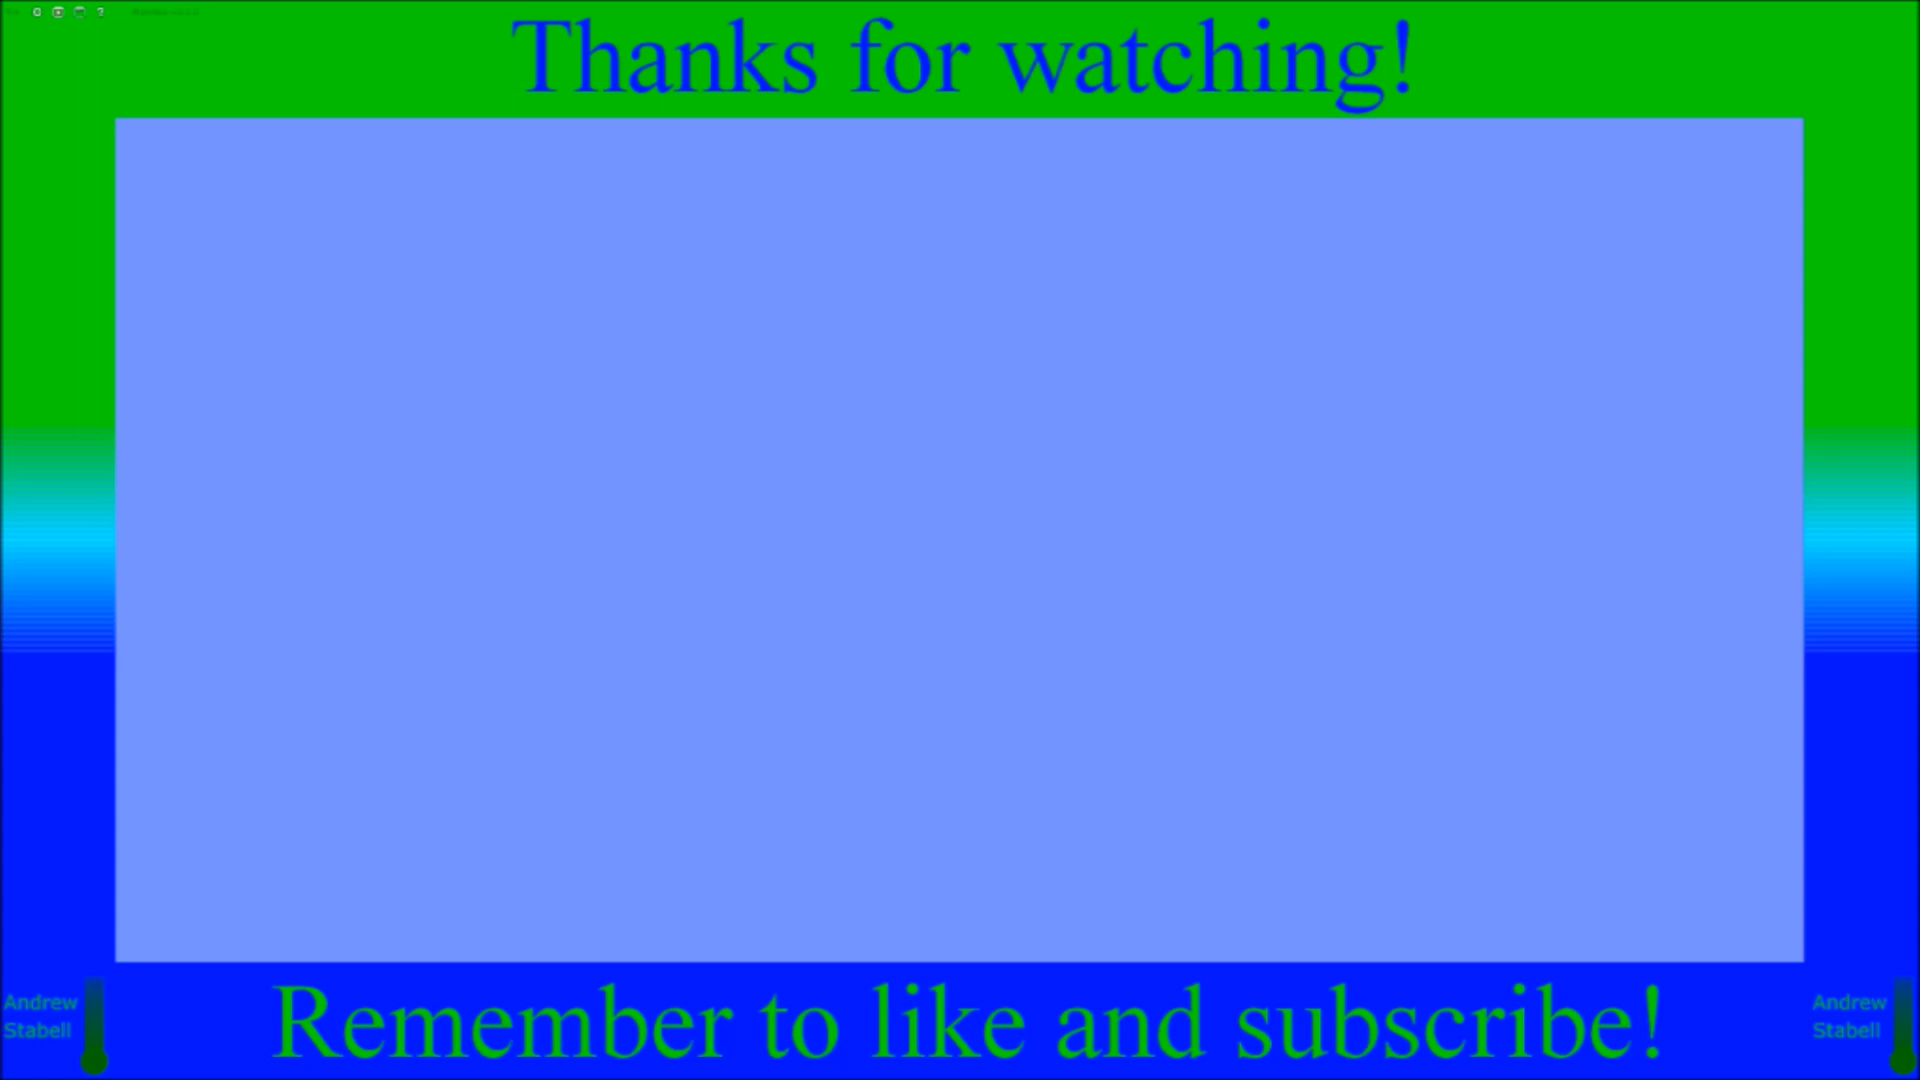 Thanks for watching!
Andrew
Stabell
Remember to like and subscribe!
Andrew
Stabell